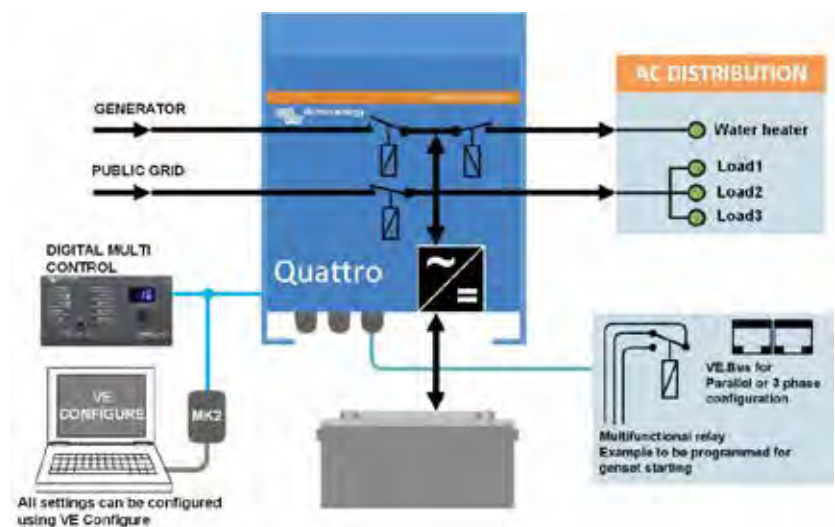 AC DISTRIBUTION
GENERATOR
Water heater
PUBLIC GRID
Load1
Load2
Load3
DIGITAL MULTI
CONTROL
Quattro
VE
CONFIGURE
MK2
VE.Bus for
Parallel or 3 phase
configuration
Multifunctional relay
Example to be programmed for
genset starting
All settings can be configured
using VE Configure